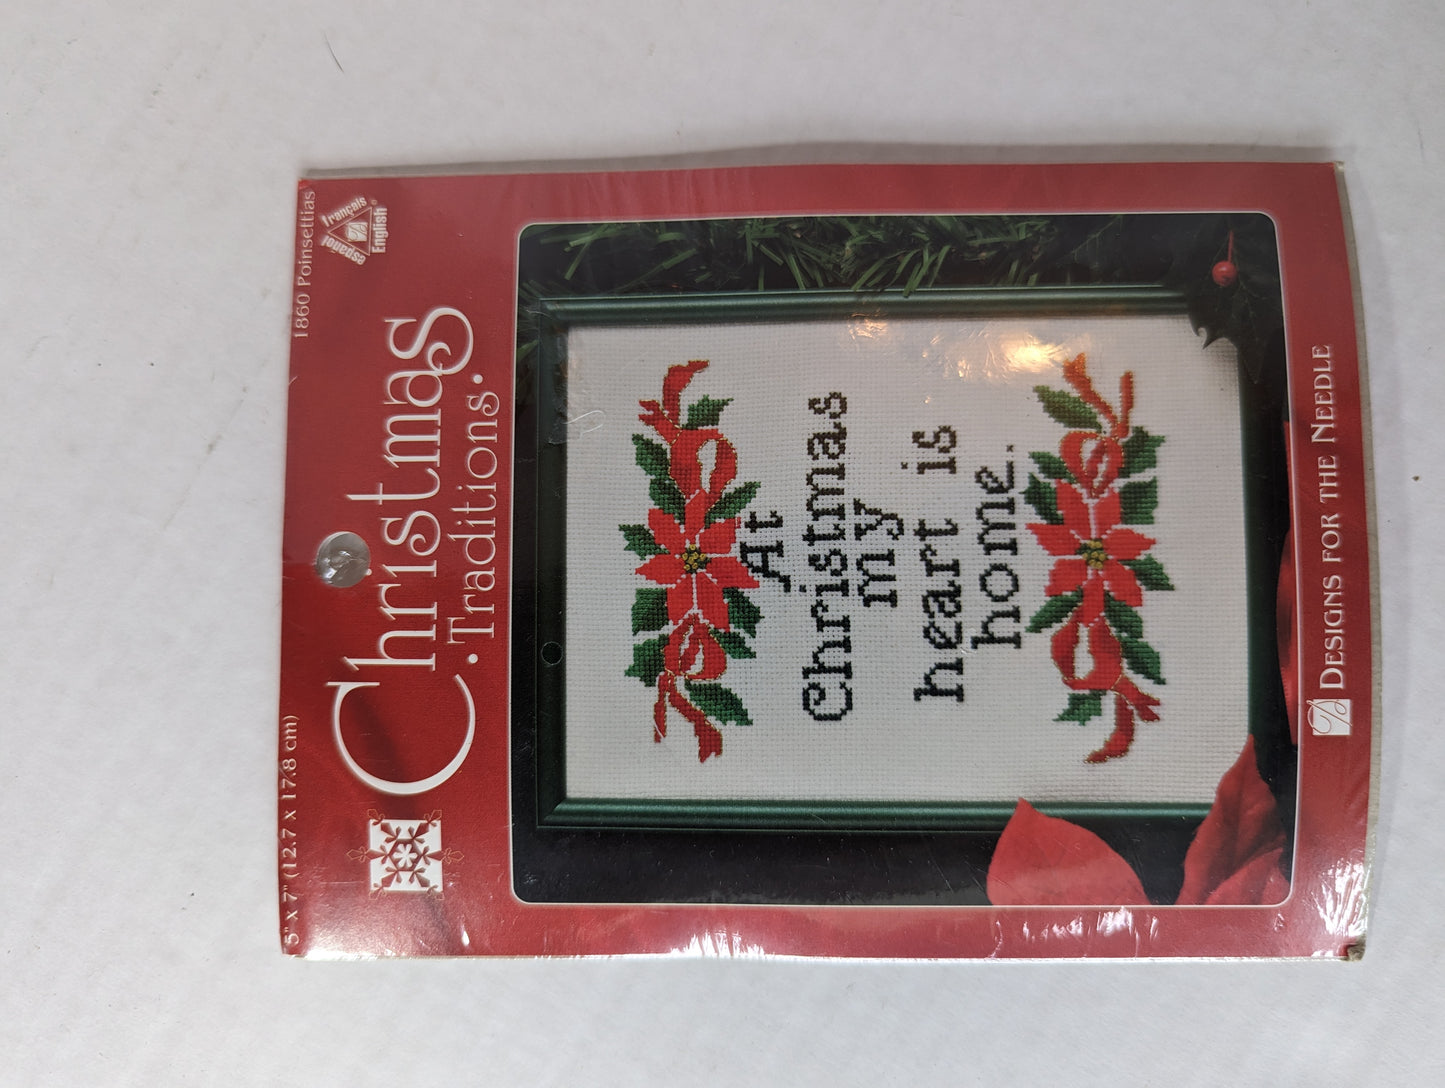 5" x 7" (12.7 x 17.8 cm)
1860 Poinsettias
Christmas
.Traditions.
français
español
English®
At
Christmas
my
heart is
home.
DESIGNS FOR THE NEEDLE